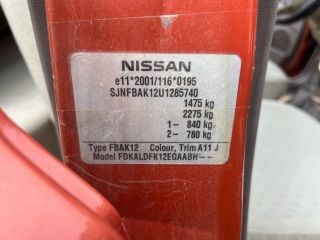 NISSAN
e11*2001/116*0195
SJNFBAK12U1285740
1475 kg
2275 kg
1- 840 kg
2- 780 kg
Type FBAK12 Colour, Trim A11 J
Model FDKALDFK12EGAABH--